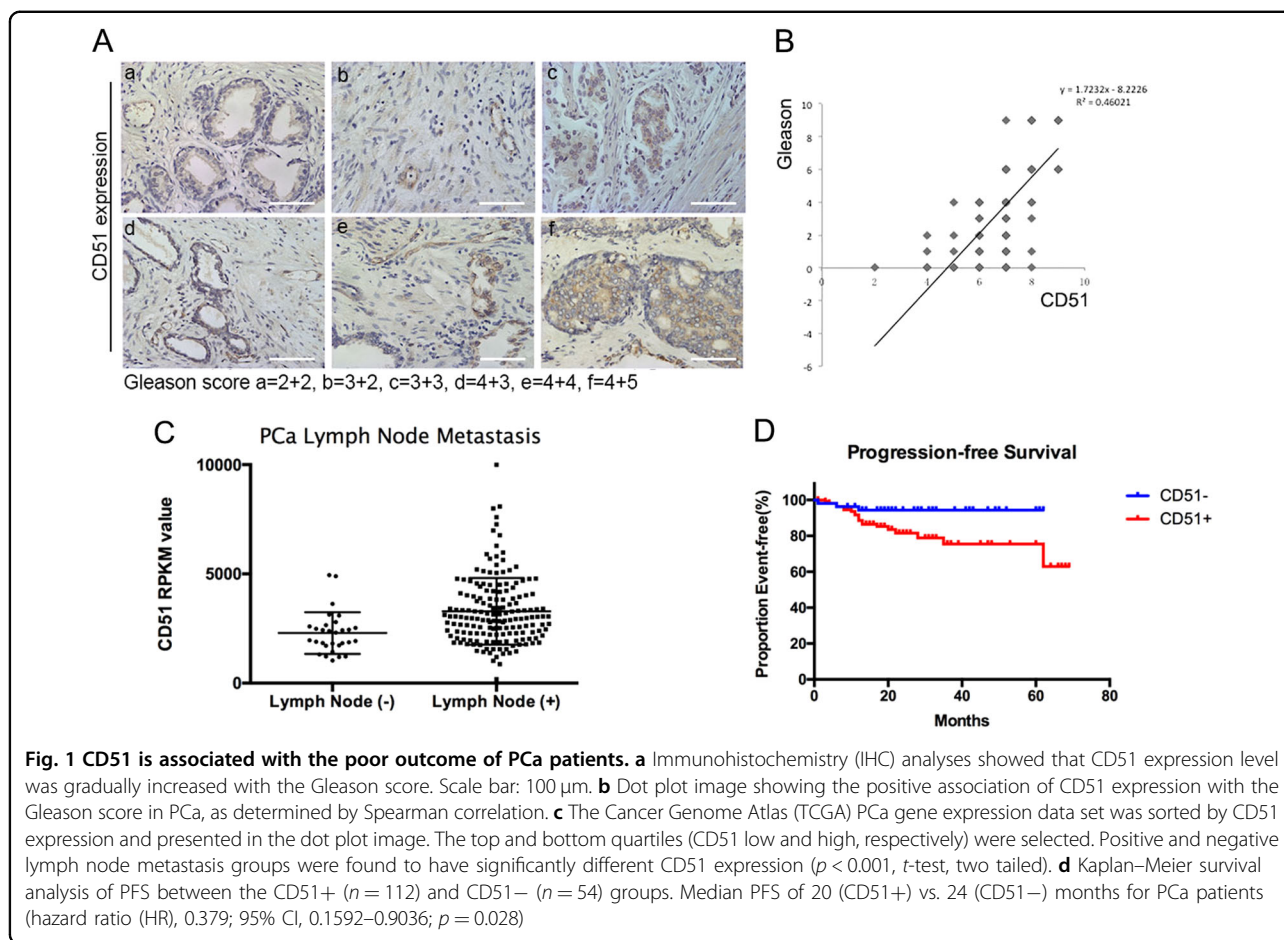 A
CD51 expression
a
b
c
d
e
f
Gleason score a=2+2, b=3+2, c=3+3, d=4+3, e=4+4, f=4+5
B
y = 1.7232x - 8.2226
R² = 0.46021
Gleason
10
9
8
6
4
2
0
-2
-4
-6
0
2
4
6
8
10
CD51
C
PCa Lymph Node Metastasis
CD51 RPKM value
10000
5000
0
Lymph Node (-)
Lymph Node (+)
D
Progression-free Survival
CD51-
CD51+
Proportion Event-free(%)
100
80
60
40
20
0
0
20
40
60
80
Months
Fig. 1 CD51 is associated with the poor outcome of PCa patients. a Immunohistochemistry (IHC) analyses showed that CD51 expression level
was gradually increased with the Gleason score. Scale bar: 100 µm. b Dot plot image showing the positive association of CD51 expression with the
Gleason score in PCa, as determined by Spearman correlation. c The Cancer Genome Atlas (TCGA) PCa gene expression data set was sorted by CD51
expression and presented in the dot plot image. The top and bottom quartiles (CD51 low and high, respectively) were selected. Positive and negative
lymph node metastasis groups were found to have significantly different CD51 expression (p < 0.001, t-test, two tailed). d Kaplan–Meier survival
analysis of PFS between the CD51+ (n = 112) and CD51− (n = 54) groups. Median PFS of 20 (CD51+) vs. 24 (CD51−) months for PCa patients
(hazard ratio (HR), 0.379; 95% CI, 0.1592–0.9036; p = 0.028)